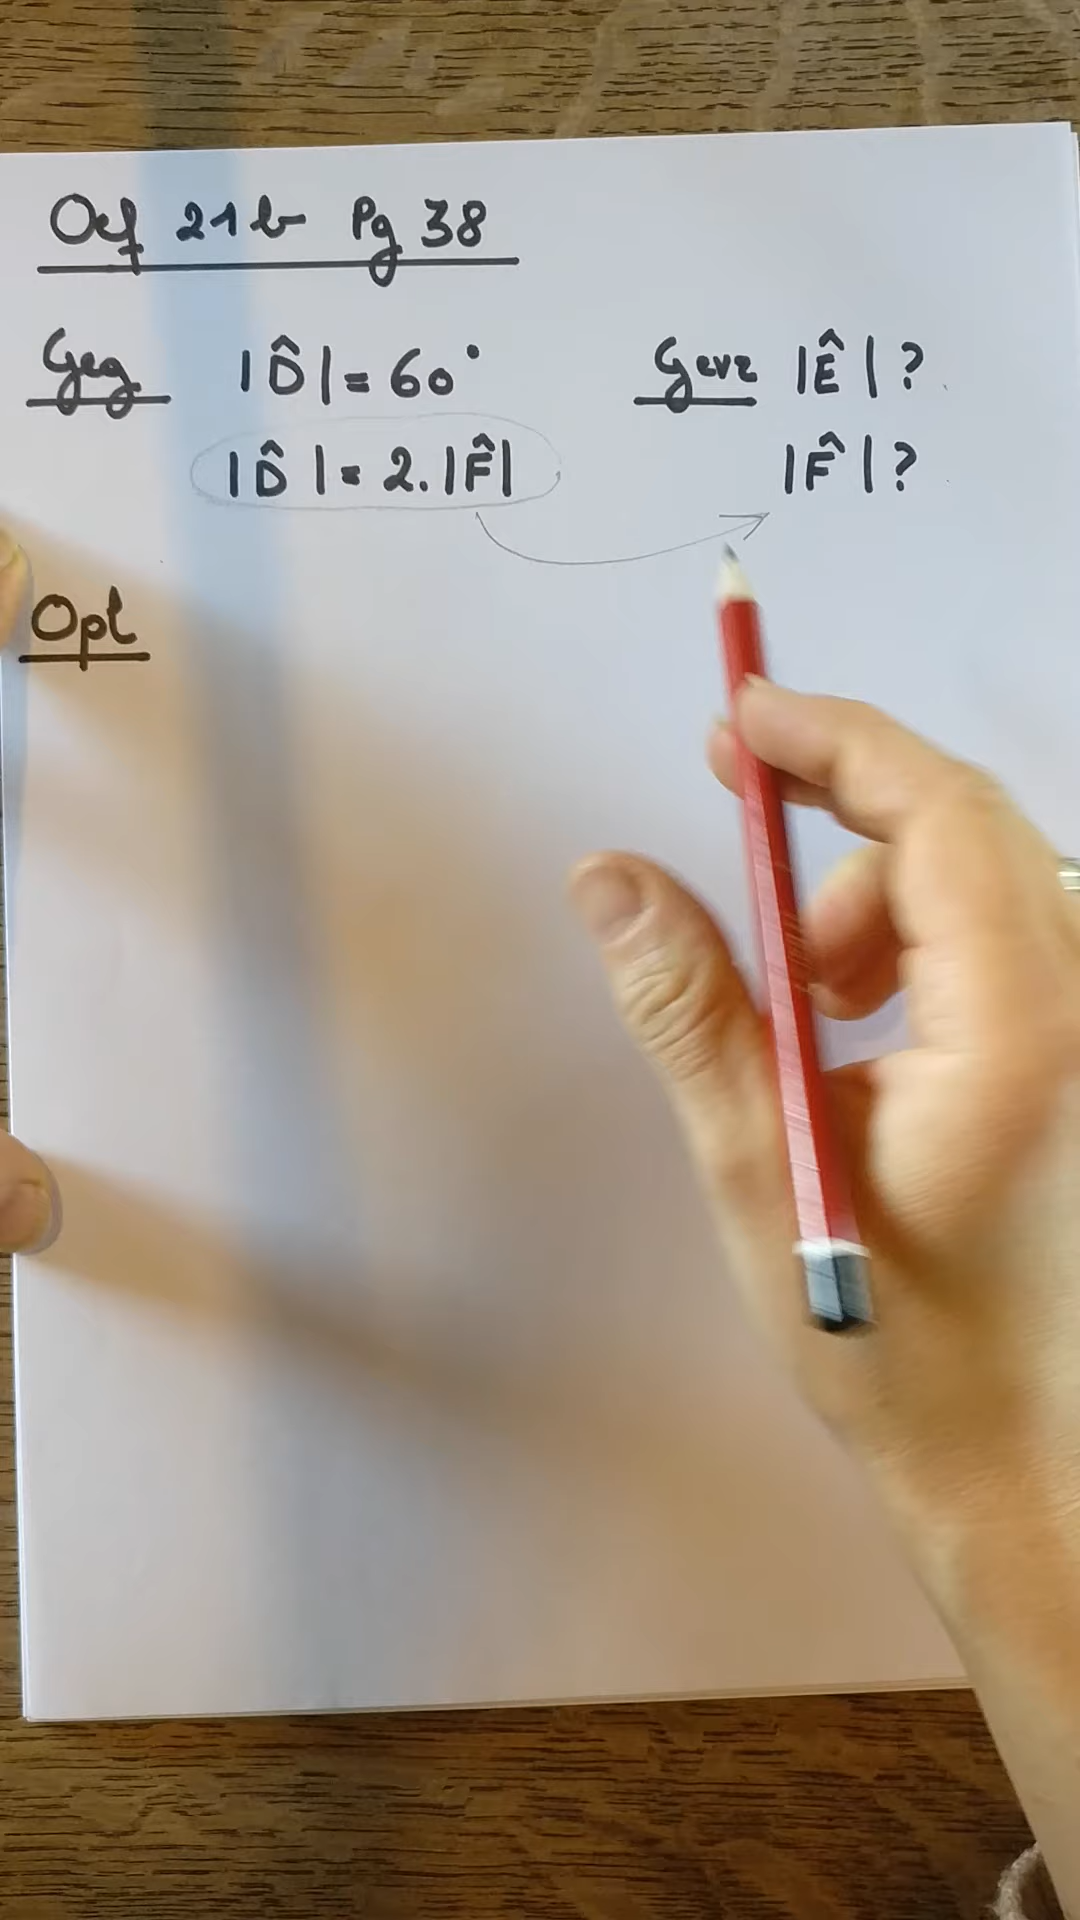 Oef 21b Pg 38
Geg |D̂| = 60° Gevr |Ê| ?
|D̂| = 2.|F̂| |F̂| ?
Opl